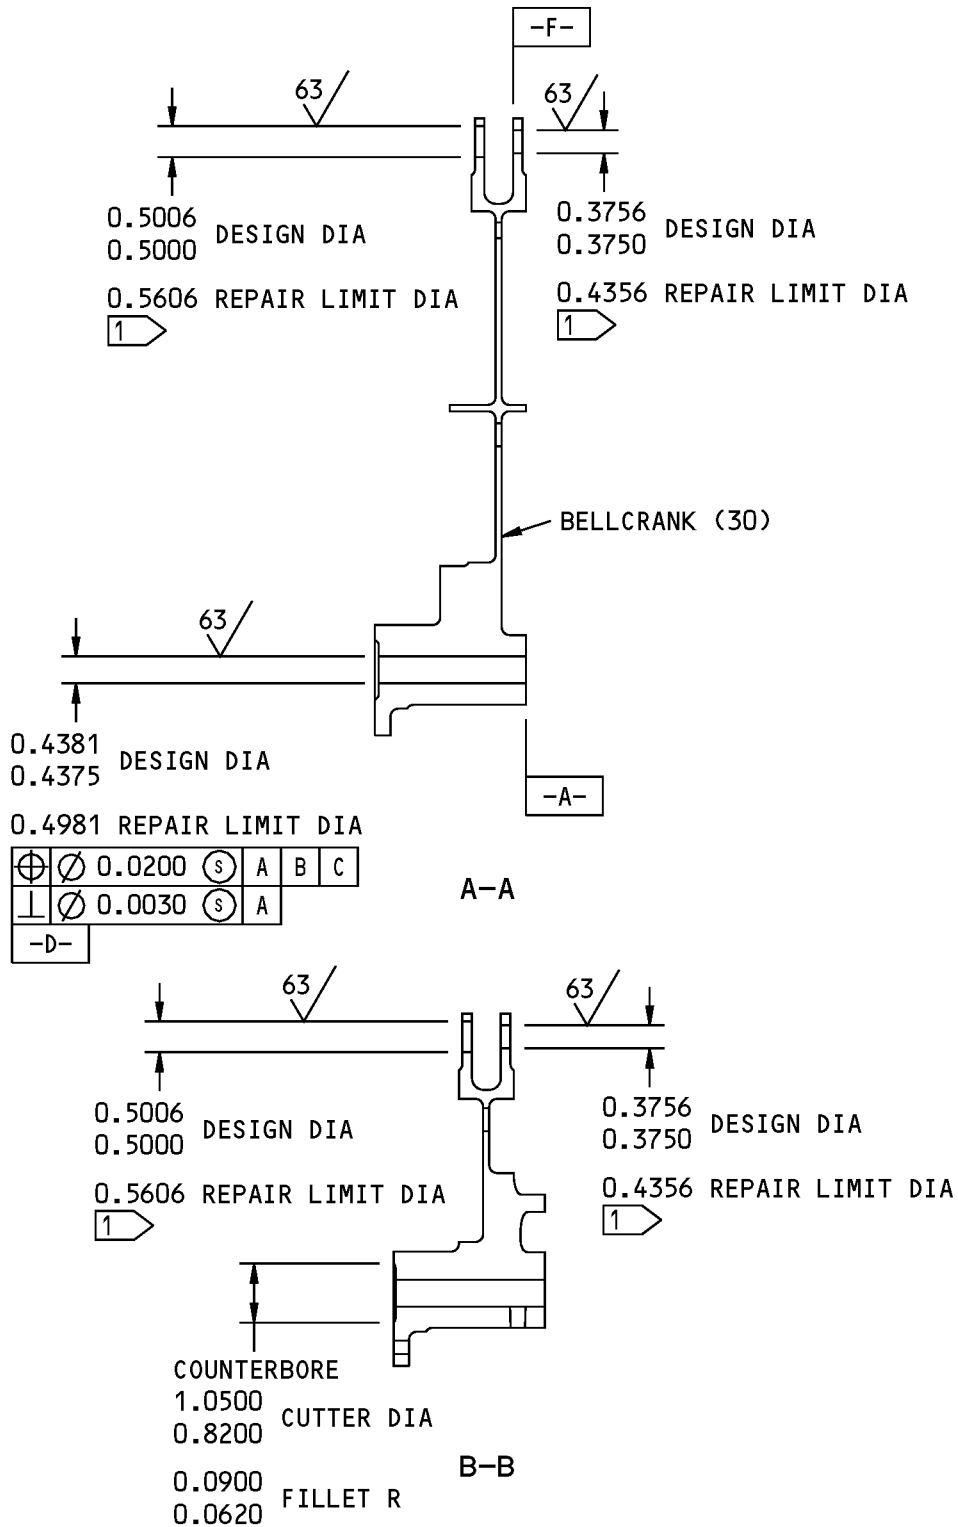 -F-
63
63
0.5006
0.5000
DESIGN DIA
0.5606 REPAIR LIMIT DIA
1
0.3756
0.3750
DESIGN DIA
0.4356 REPAIR LIMIT DIA
1
BELLCRANK (30)
63
0.4381
0.4375
DESIGN DIA
0.4981 REPAIR LIMIT DIA
⌖ ⌀ 0.0200 Ⓢ A B C
⊥ ⌀ 0.0030 Ⓢ A
-D-
-A-
A-A
63
63
0.5006
0.5000
DESIGN DIA
0.5606 REPAIR LIMIT DIA
1
0.3756
0.3750
DESIGN DIA
0.4356 REPAIR LIMIT DIA
1
COUNTERBORE
1.0500
0.8200
CUTTER DIA
0.0900
0.0620
FILLET R
B-B